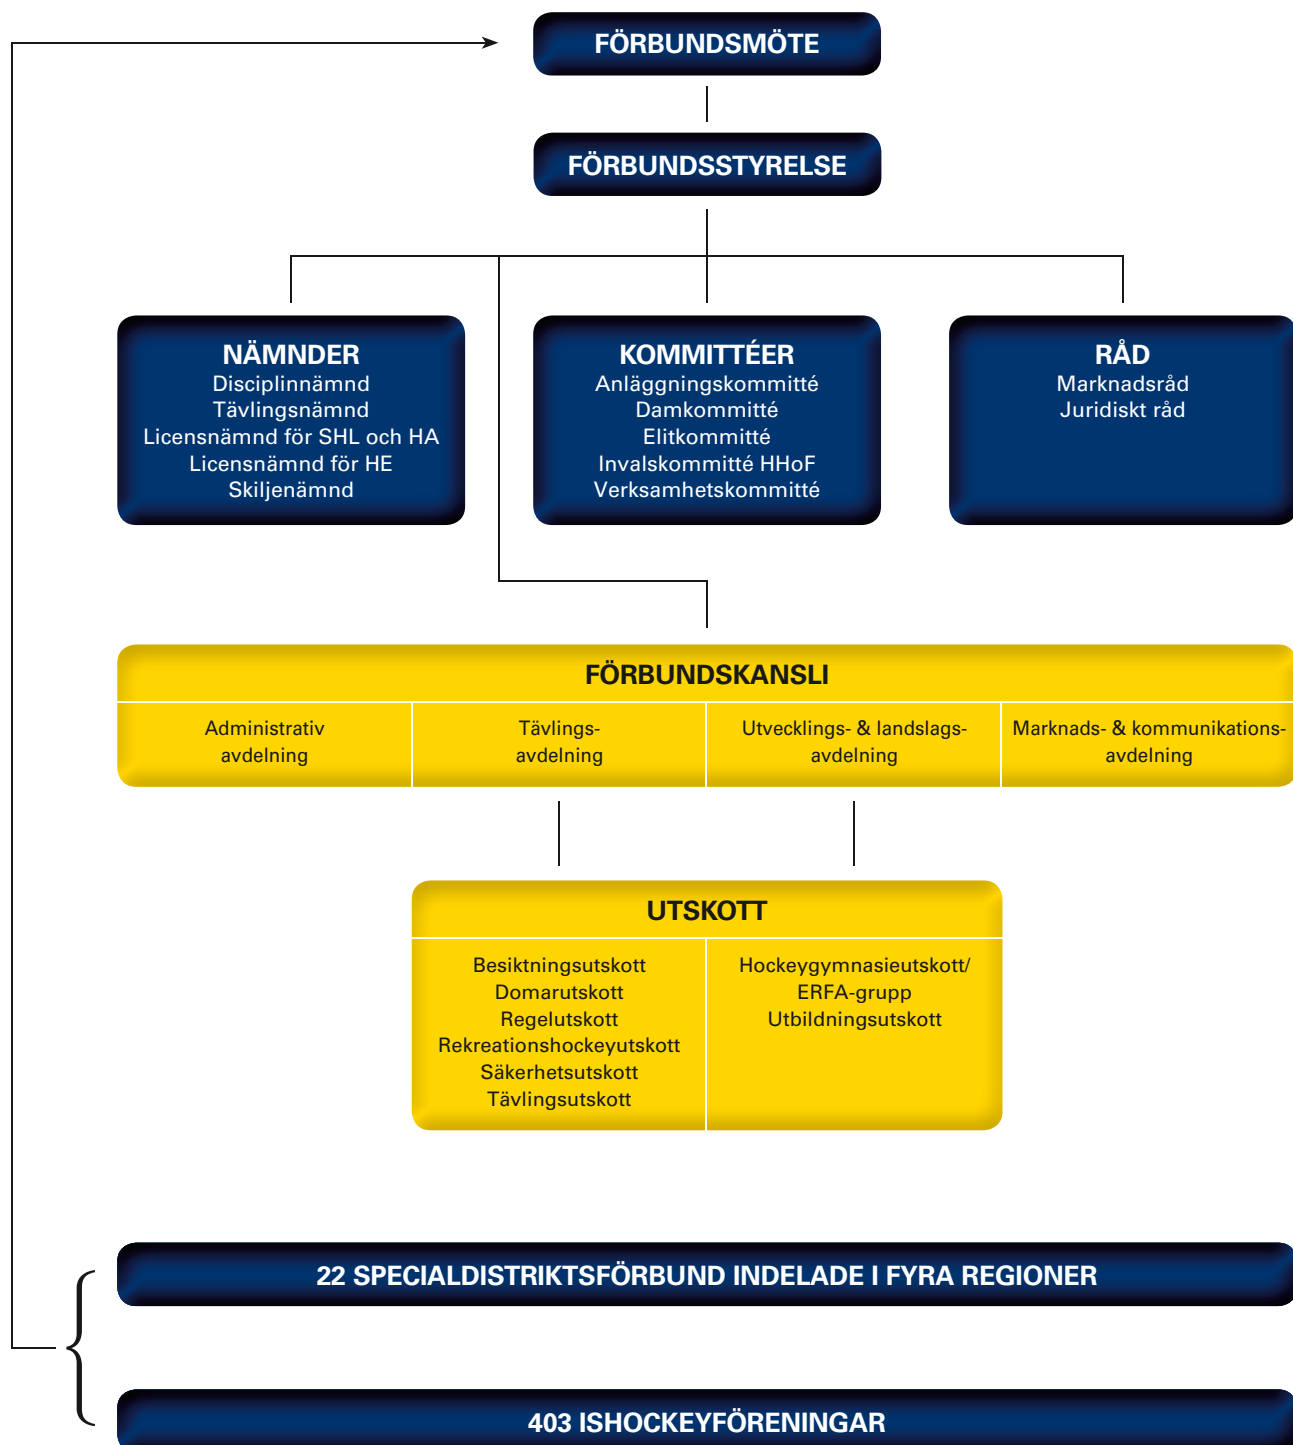 FÖRBUNDSMÖTE
FÖRBUNDSSTYRELSE
NÄMNDER
Disciplinnämnd
Tävlingsnämnd
Licensnämnd för SHL och HA
Licensnämnd för HE
Skiljenämnd
KOMMITTÉER
Anläggningskommitté
Damkommitté
Elitkommitté
Invalskommitté HHoF
Verksamhetskommitté
RÅD
Marknadsråd
Juridiskt råd
FÖRBUNDSKANSLI
Administrativ
avdelning
Tävlings-
avdelning
Utvecklings- & landslags-
avdelning
Marknads- & kommunikations-
avdelning
UTSKOTT
Besiktningsutskott
Domarutskott
Regelutskott
Rekreationshockeyutskott
Säkerhetsutskott
Tävlingsutskott
Hockeygymnasieutskott/
ERFA-grupp
Utbildningsutskott
22 SPECIALDISTRIKTSFÖRBUND INDELADE I FYRA REGIONER
403 ISHOCKEYFÖRENINGAR